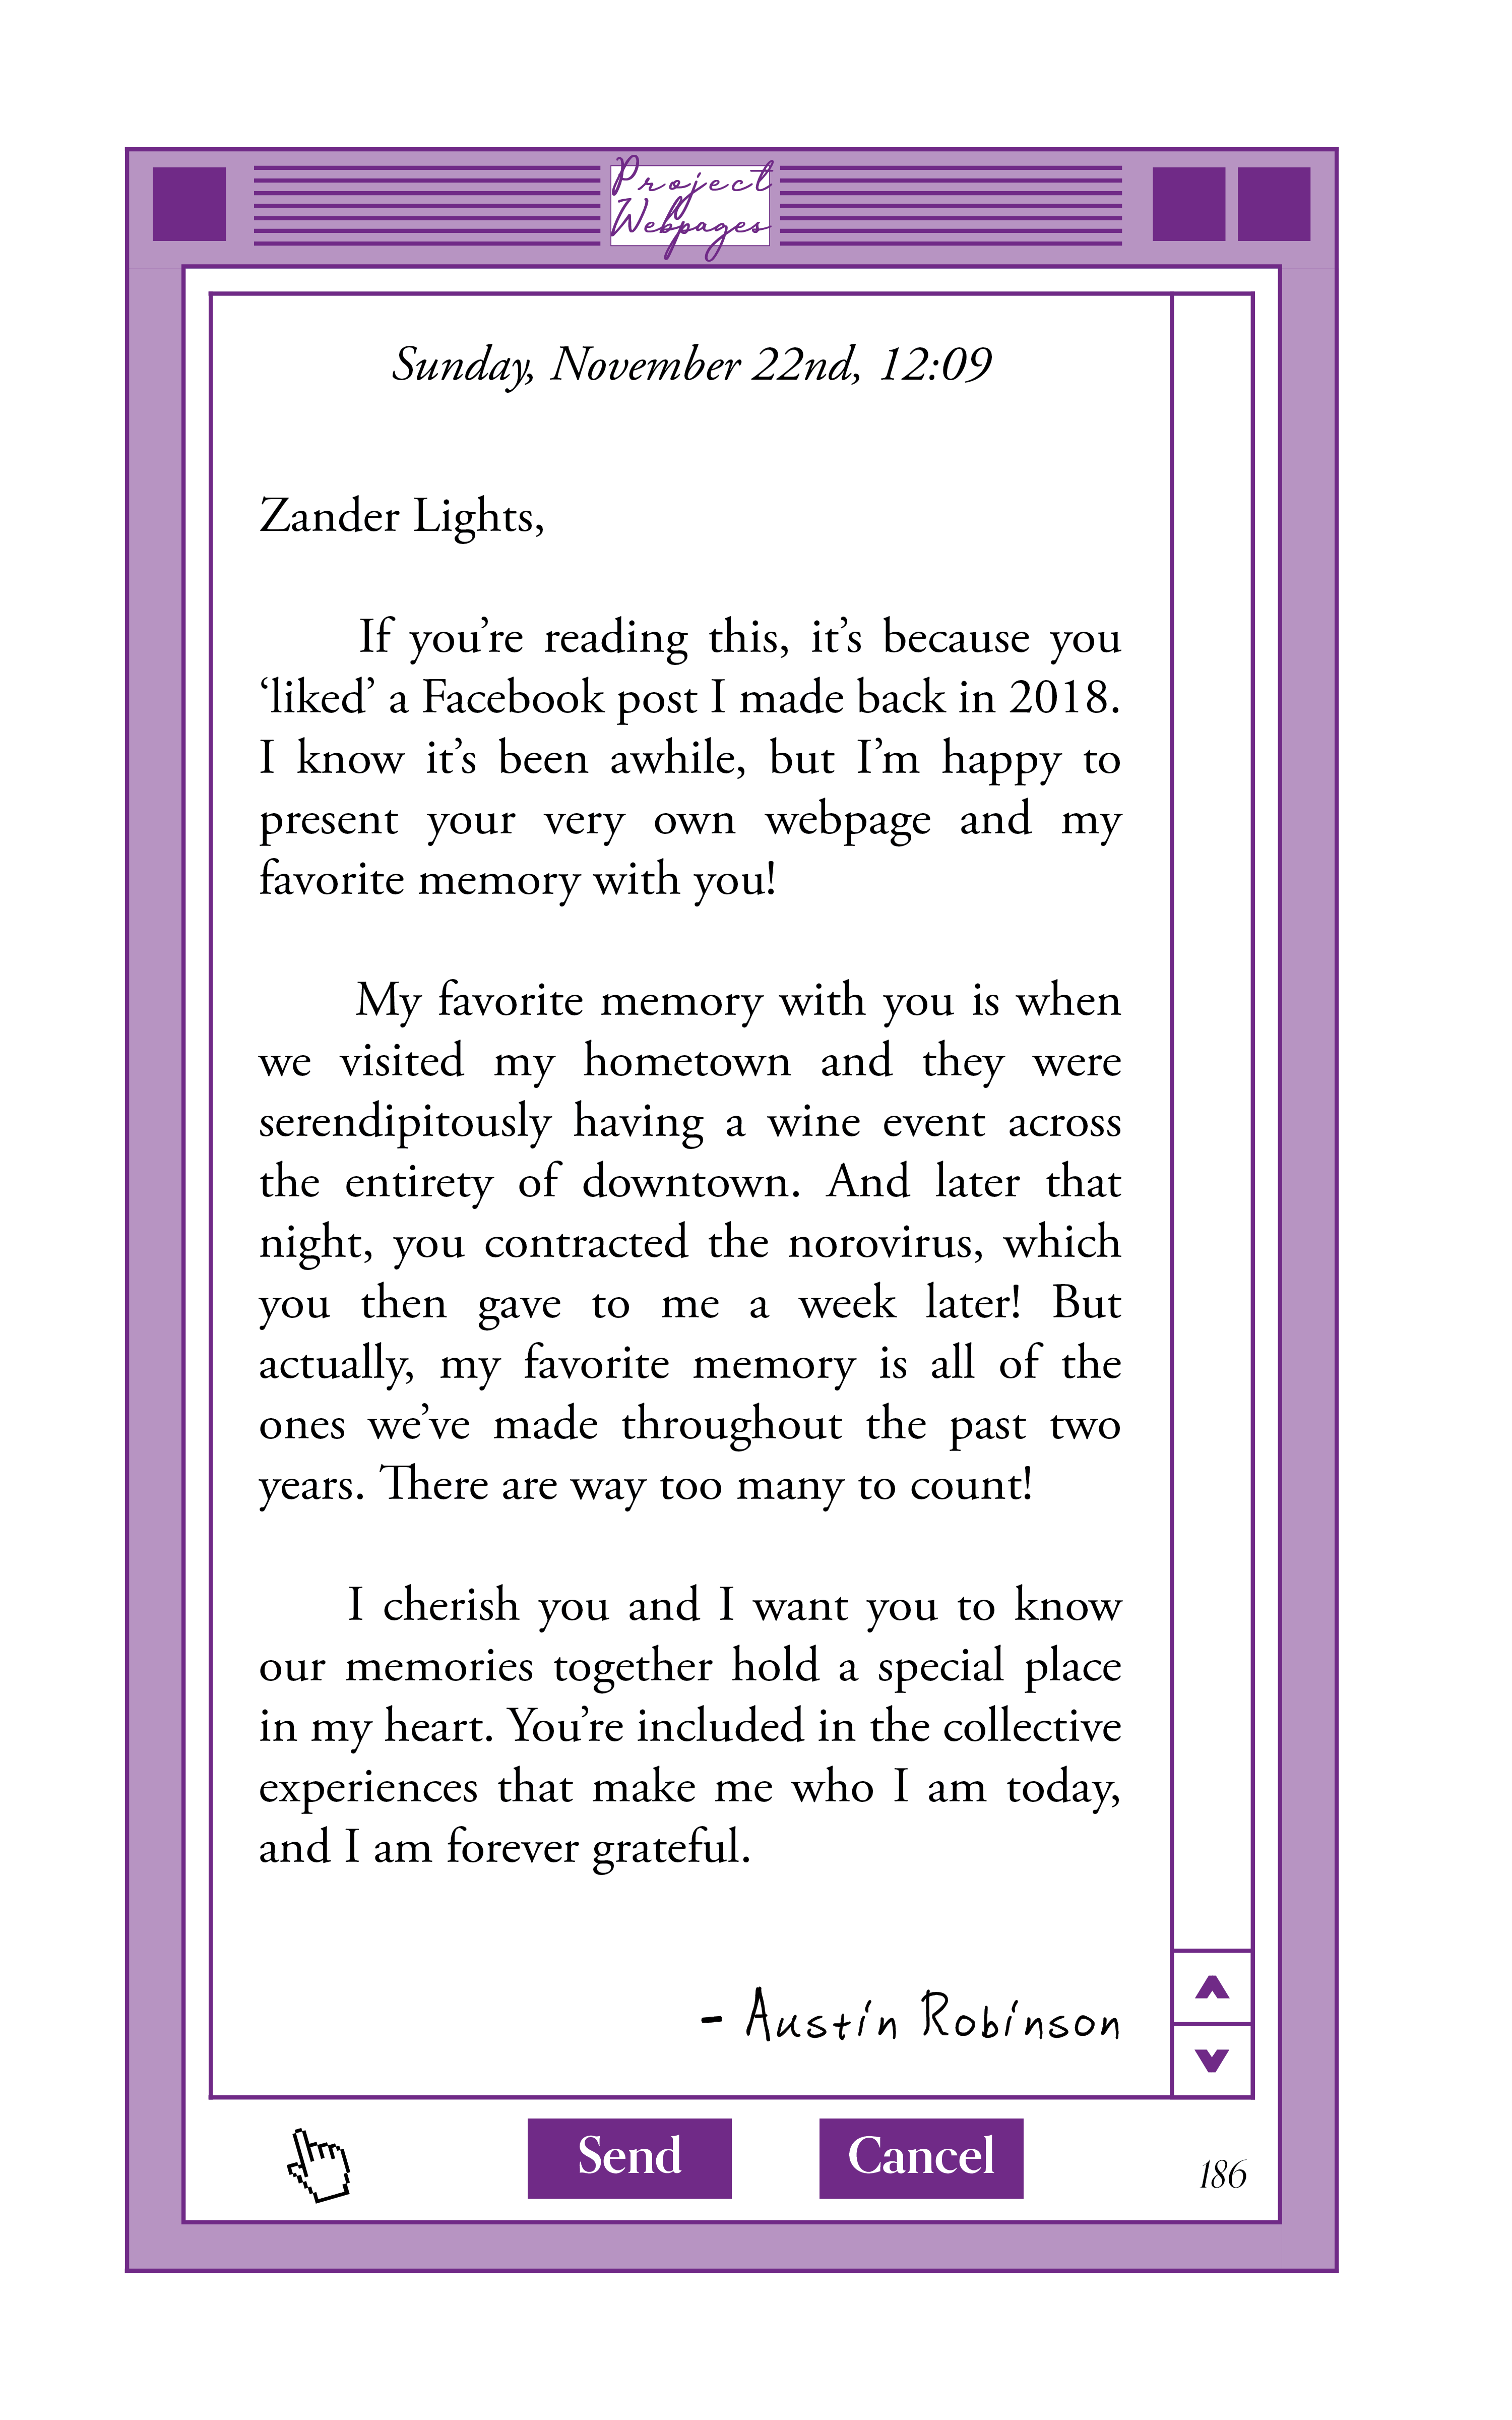 Project
Webpages
Sunday, November 22nd, 12:09
Zander Lights,
If you’re reading this, it’s because you
‘liked’ a Facebook post I made back in 2018.
I know it’s been awhile, but I’m happy to
present your very own webpage and my
favorite memory with you!
My favorite memory with you is when
we visited my hometown and they were
serendipitously having a wine event across
the entirety of downtown. And later that
night, you contracted the norovirus, which
you then gave to me a week later! But
actually, my favorite memory is all of the
ones we’ve made throughout the past two
years. There are way too many to count!
I cherish you and I want you to know
our memories together hold a special place
in my heart. You’re included in the collective
experiences that make me who I am today,
and I am forever grateful.
- Austin Robinson
Send Cancel
186